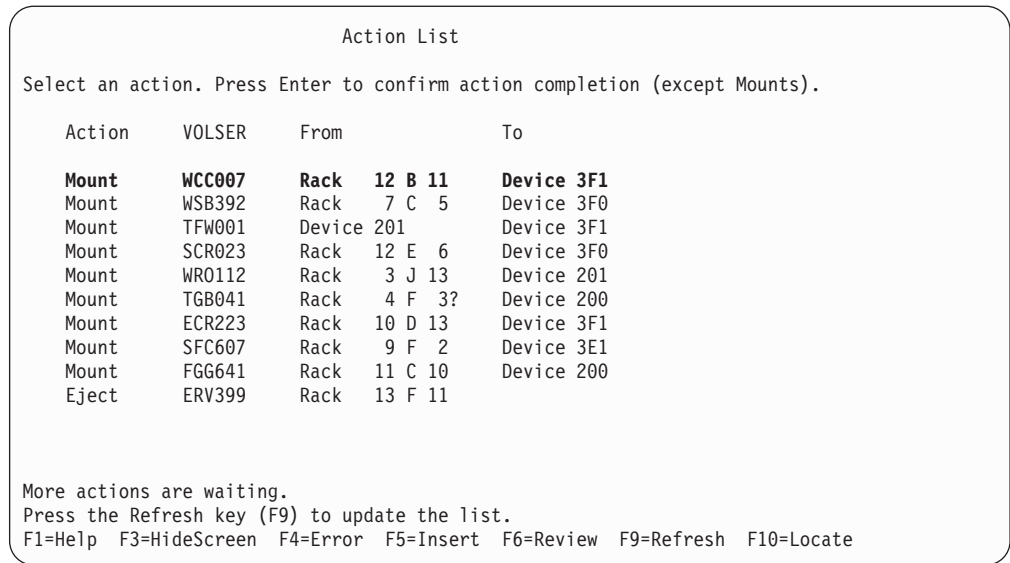 Action List
Select an action. Press Enter to confirm action completion (except Mounts).
Action VOLSER From To
Mount WCC007 Rack 12 B 11 Device 3F1
Mount WSB392 Rack 7 C 5 Device 3F0
Mount TFW001 Device 201 Device 3F1
Mount SCR023 Rack 12 E 6 Device 3F0
Mount WRO112 Rack 3 J 13 Device 201
Mount TGB041 Rack 4 F 3? Device 200
Mount ECR223 Rack 10 D 13 Device 3F1
Mount SFC607 Rack 9 F 2 Device 3E1
Mount FGG641 Rack 11 C 10 Device 200
Eject ERV399 Rack 13 F 11
More actions are waiting.
Press the Refresh key (F9) to update the list.
F1=Help F3=HideScreen F4=Error F5=Insert F6=Review F9=Refresh F10=Locate